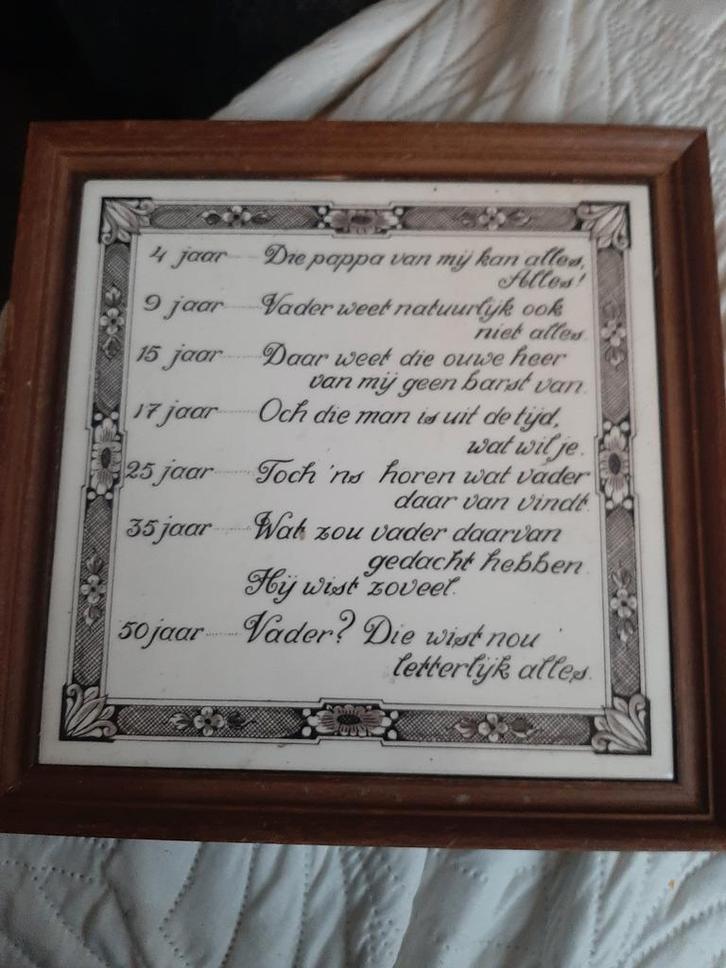 4 jaar Die pappa van mij kan alles,
Alles!
9 jaar Vader weet natuurlijk ook
niet alles.
15 jaar Daar weet die ouwe heer
van mij geen barst van.
17 jaar Och die man is uit de tijd,
wat wil je.
25 jaar Toch 'ns horen wat vader
daar van vindt.
35 jaar Wat zou vader daarvan
gedacht hebben.
Hij wist zoveel.
50 jaar Vader? Die wist nou
letterlijk alles.